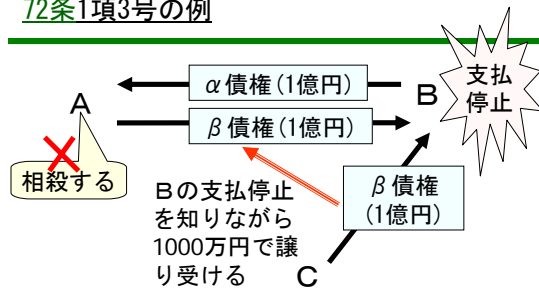 72条1項3号の例
α債権(1億円)
支払
停止
B
A
β債権(1億円)
相殺する
Bの支払停止
を知りながら
1000万円で譲
り受ける
β債権
(1億円)
C